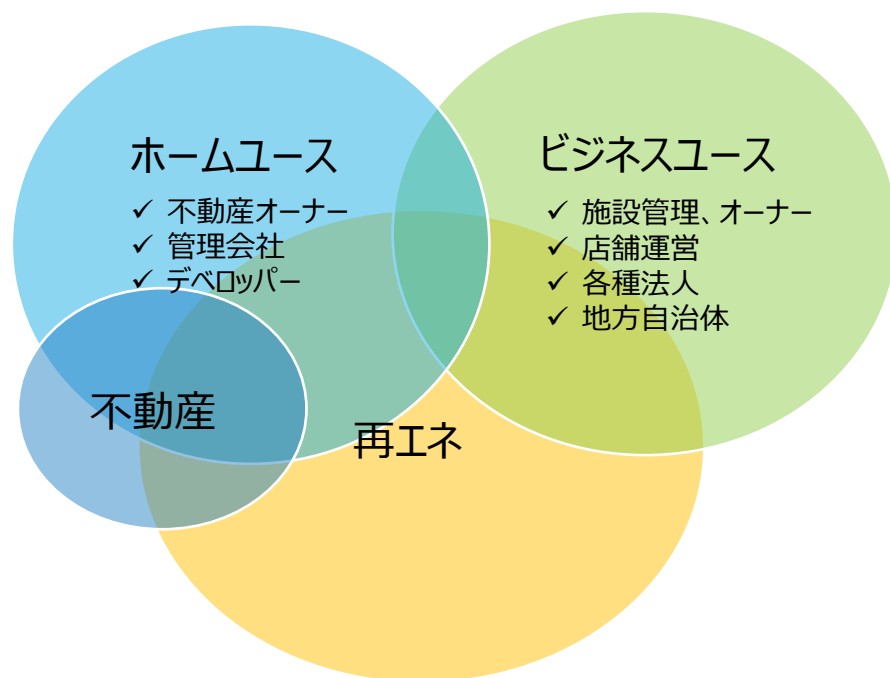 ホームユース
✓ 不動産オーナー
✓ 管理会社
✓ デベロッパー
ビジネスユース
✓ 施設管理、オーナー
✓ 店舗運営
✓ 各種法人
✓ 地方自治体
不動産
再エネ